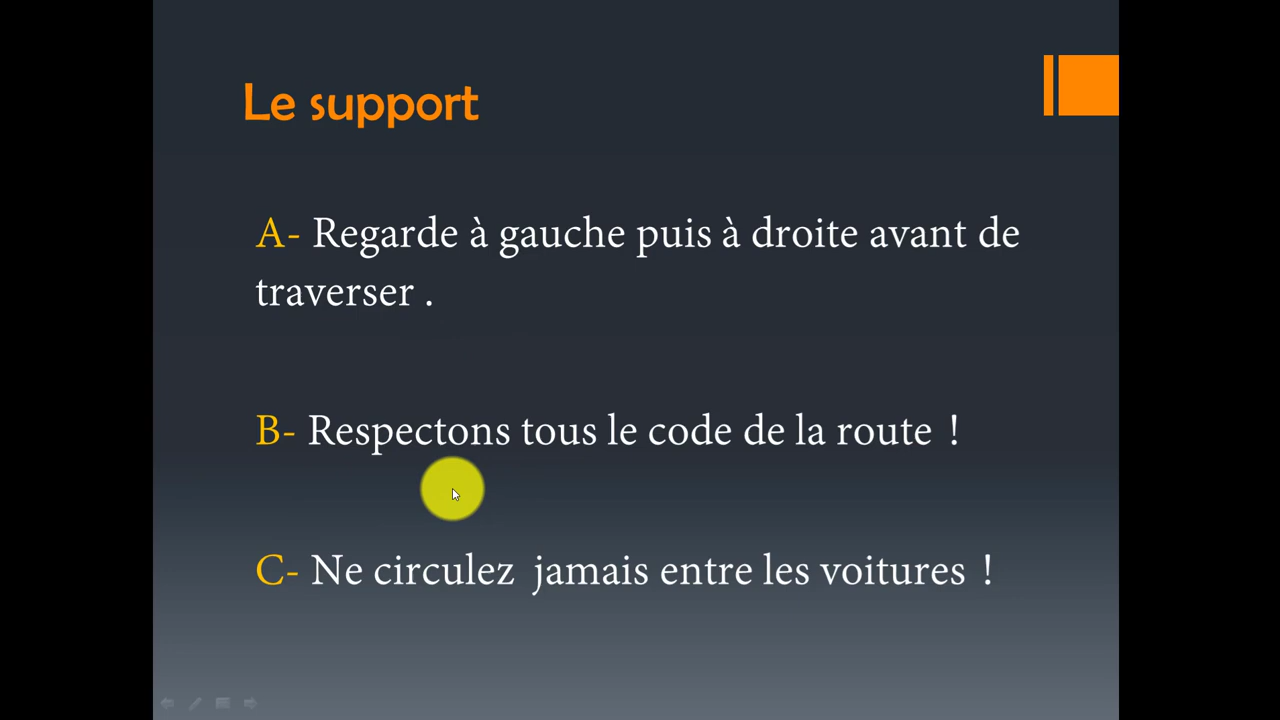 Le support
A- Regarde à gauche puis à droite avant de
traverser .
B- Respectons tous le code de la route !
C- Ne circulez jamais entre les voitures !